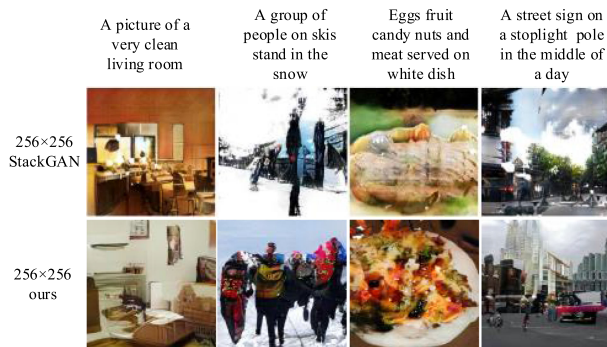 A picture of a
very clean
living room
A group of
people on skis
stand in the
snow
Eggs fruit
candy nuts and
meat served on
white dish
A street sign on
a stoplight pole
in the middle of
a day
256×256
StackGAN
256×256
ours